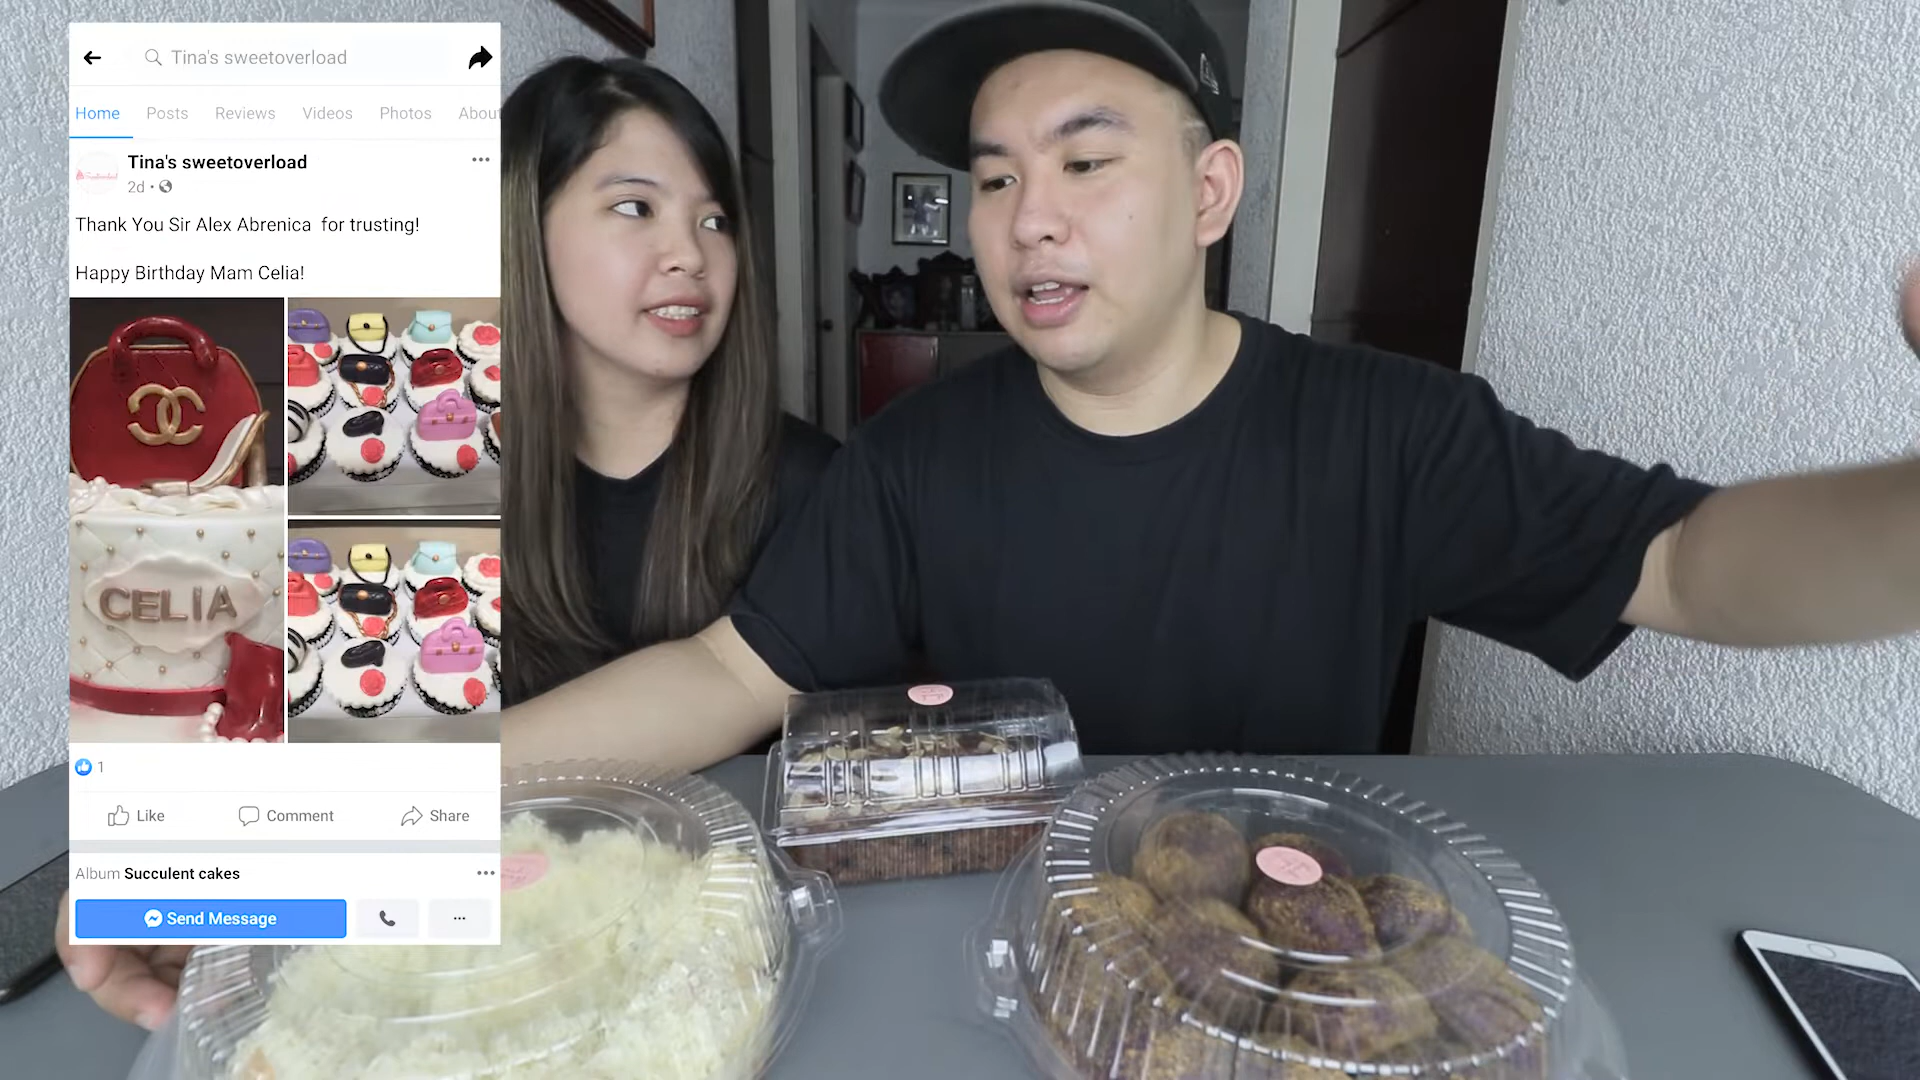 Tina's sweetoverload
Home Posts Reviews Videos Photos About
Tina's sweetoverload
2d
Thank You Sir Alex Abrenica for trusting!
Happy Birthday Mam Celia!
CELIA
1
Like Comment Share
Album Succulent cakes
Send Message